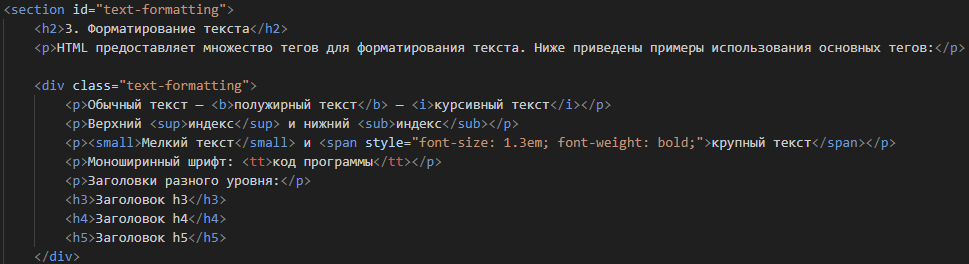 <section id="text-formatting">
<h2>3. Форматирование текста</h2>
<p>HTML предоставляет множество тегов для форматирования текста. Ниже приведены примеры использования основных тегов:</p>
<div class="text-formatting">
<p>Обычный текст — <b>полужирный текст</b> — <i>курсивный текст</i></p>
<p>Верхний <sup>индекс</sup> и нижний <sub>индекс</sub></p>
<p><small>Мелкий текст</small> и <span style="font-size: 1.3em; font-weight: bold;">крупный текст</span></p>
<p>Моноширинный шрифт: <tt>код программы</tt></p>
<p>Заголовки разного уровня:</p>
<h3>Заголовок h3</h3>
<h4>Заголовок h4</h4>
<h5>Заголовок h5</h5>
</div>